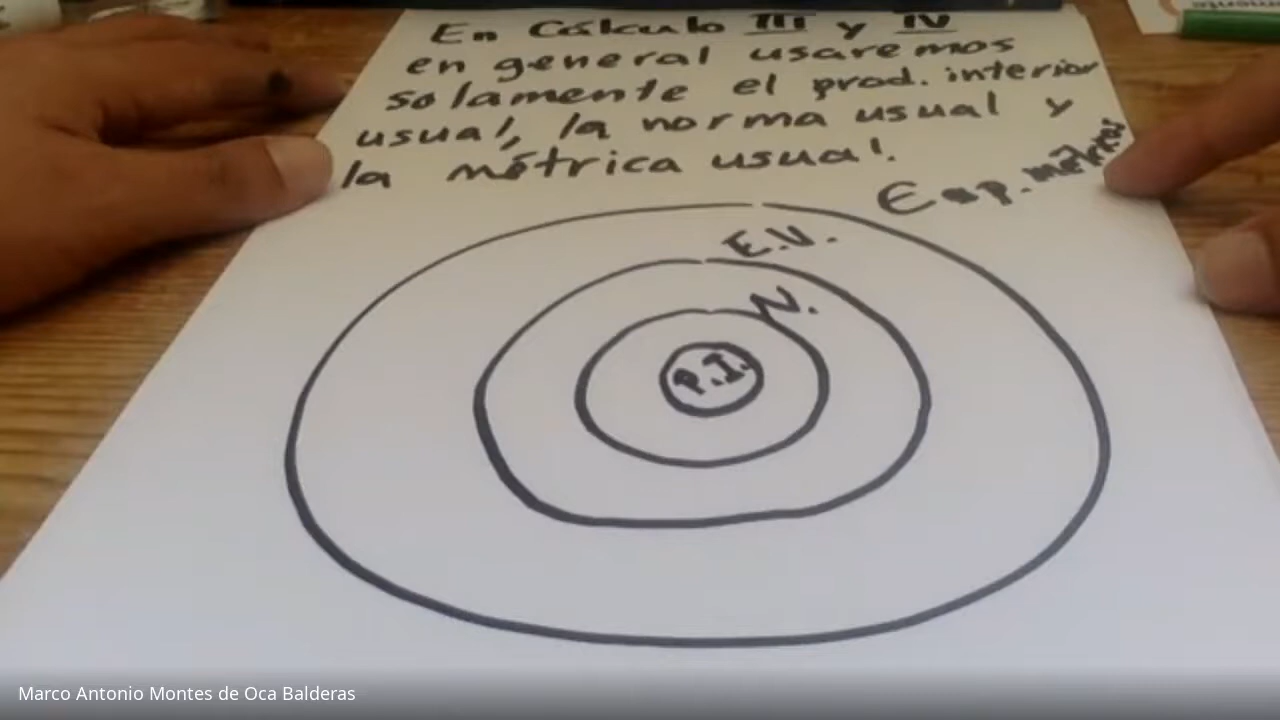 En Cálculo III y IV
en general usaremos
solamente el prod. interior
usual, la norma usual y
la métrica usual.
Esp. métricos
E.V.
N.
P.I.
Marco Antonio Montes de Oca Balderas